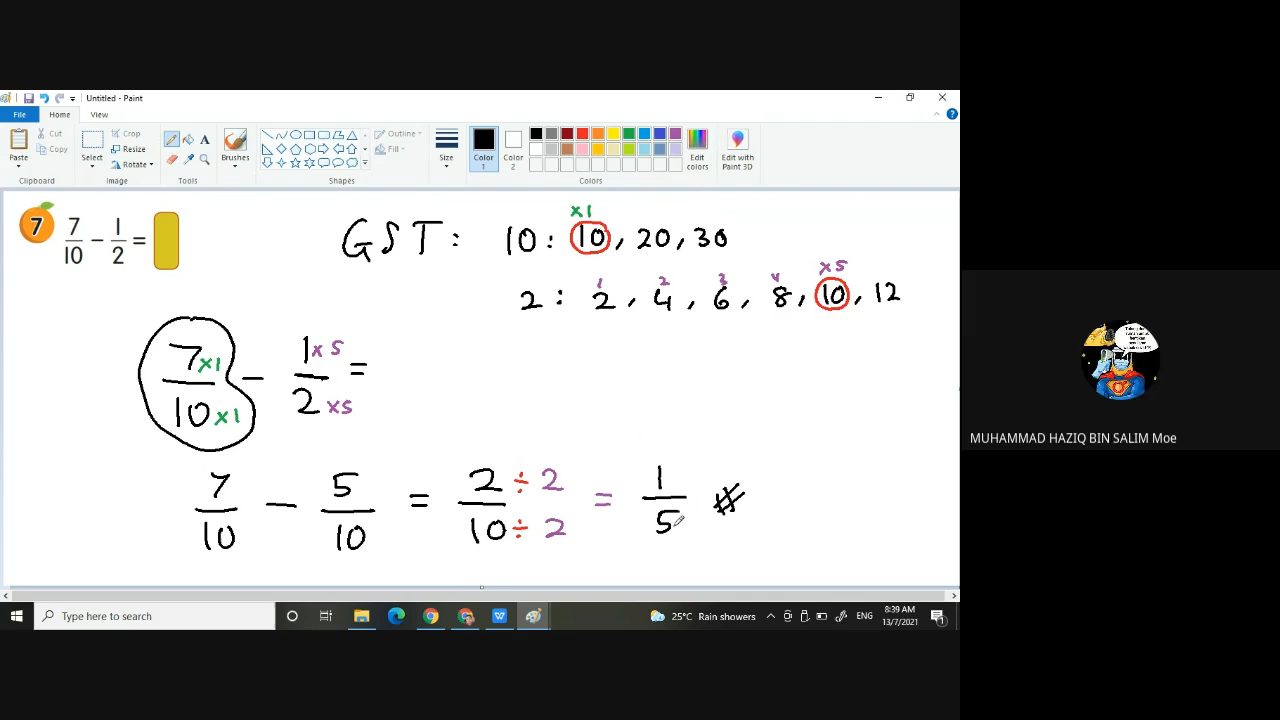 Untitled - Paint
File Home View
Paste Cut Copy Clipboard
Select Crop Resize Rotate Image
Tools
Brushes
Outline Fill Shapes
Size
Color 1 Color 2 Edit colors Colors
Edit with Paint 3D
7 7/10 - 1/2 =
GST: 10: 10, 20, 30
×1
2: 2, 4, 6, 8, 10, 12
1 2 3 4 ×5
7×1/10×1 - 1×5/2×5 =
7/10 - 5/10 = 2÷2/10÷2 = 1/5 #
MUHAMMAD HAZIQ BIN SALIM Moe
Type here to search
25°C Rain showers
ENG
8:39 AM
13/7/2021
1